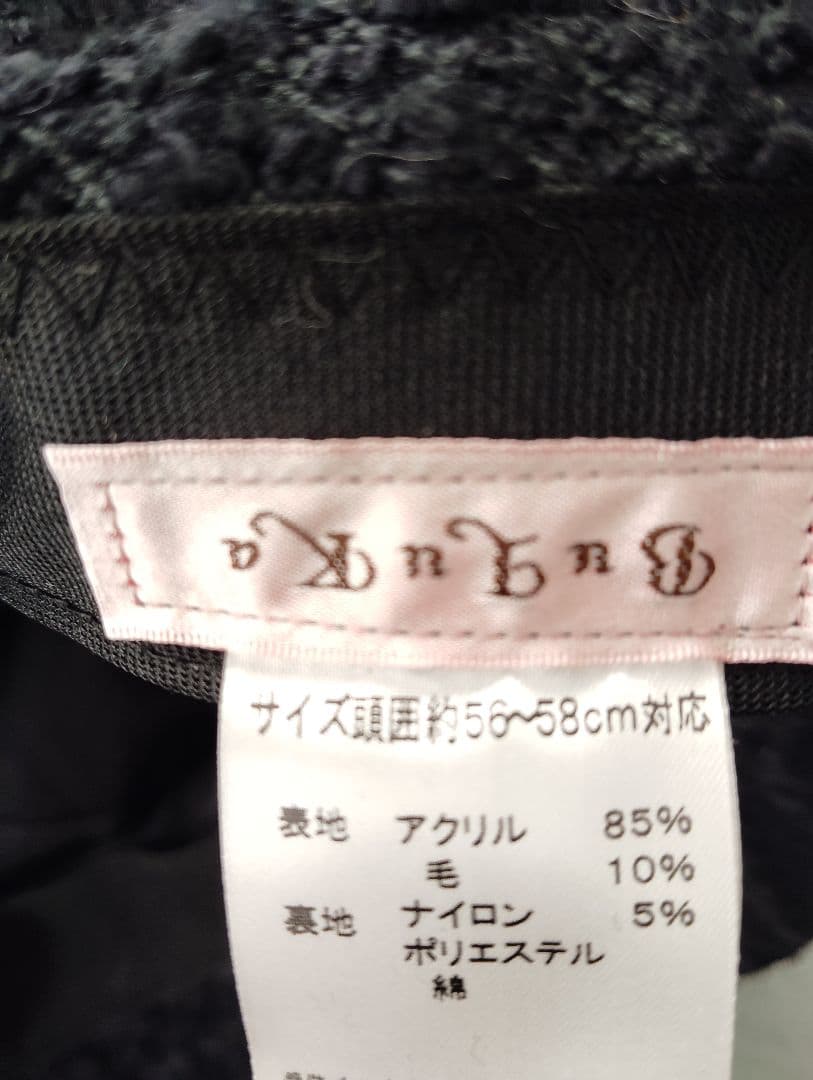 BuLuKa
サイズ頭囲約56~58cm対応
表地 アクリル 85%
毛 10%
裏地 ナイロン 5%
ポリエステル
綿